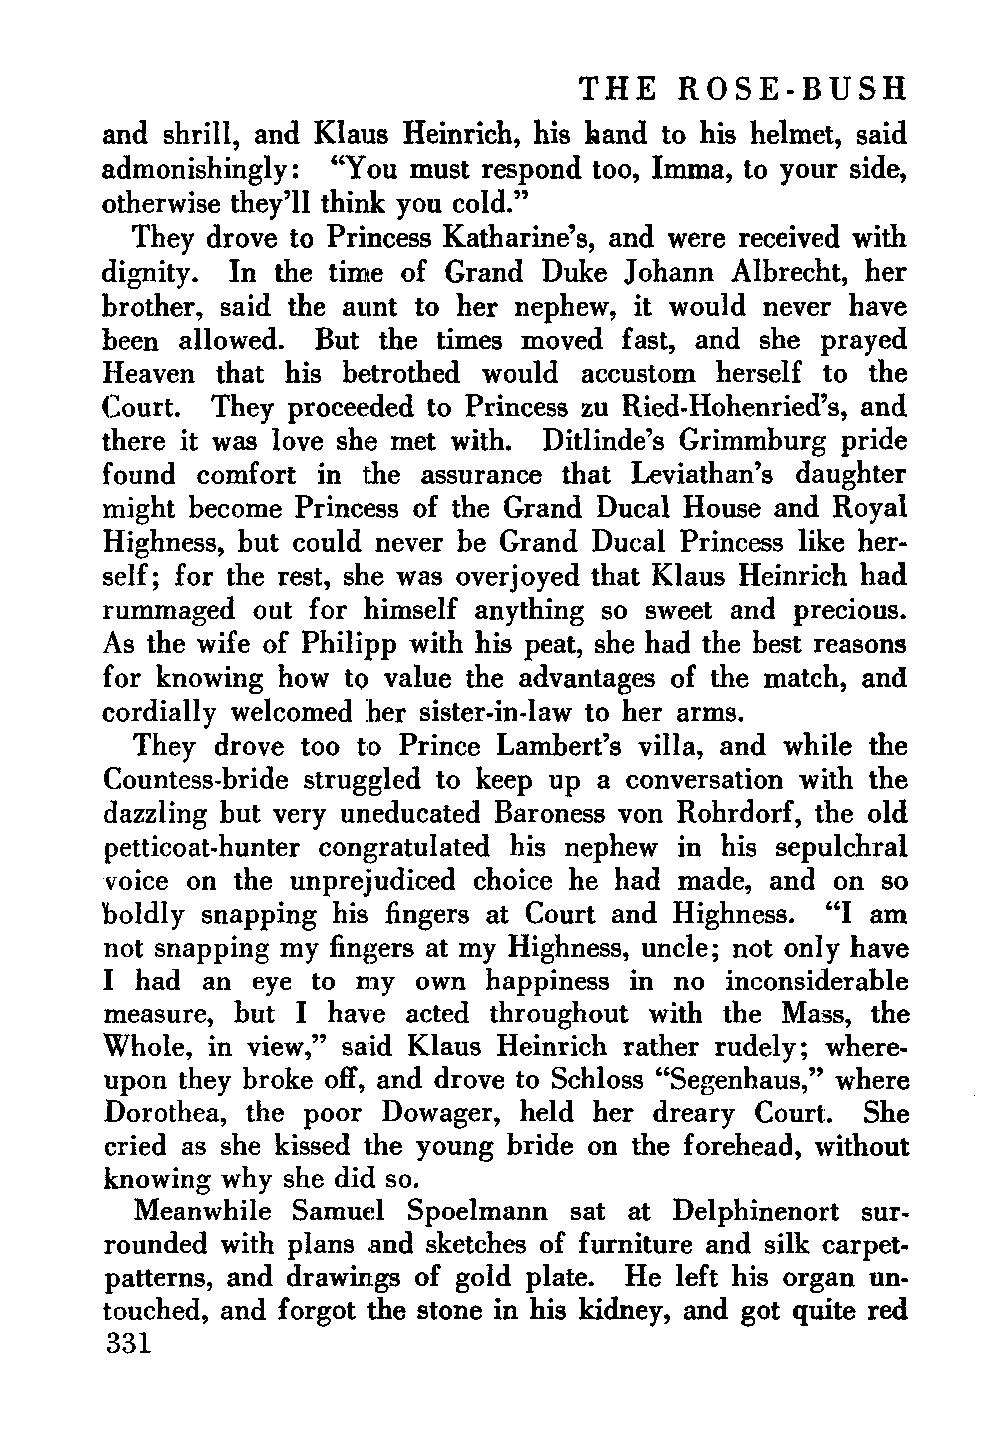 THE ROSE-BUSH
and shrill, and Klaus Heinrich, his hand to his helmet, said
admonishingly: “You must respond too, Imma, to your side,
otherwise they’ll think you cold.”
They drove to Princess Katharine’s, and were received with
dignity. In the time of Grand Duke Johann Albrecht, her
brother, said the aunt to her nephew, it would never have
been allowed. But the times moved fast, and she prayed
Heaven that his betrothed would accustom herself to the
Court. They proceeded to Princess zu Ried-Hohenried’s, and
there it was love she met with. Ditlinde’s Grimmburg pride
found comfort in the assurance that Leviathan’s daughter
might become Princess of the Grand Ducal House and Royal
Highness, but could never be Grand Ducal Princess like her-
self; for the rest, she was overjoyed that Klaus Heinrich had
rummaged out for himself anything so sweet and precious.
As the wife of Philipp with his peat, she had the best reasons
for knowing how to value the advantages of the match, and
cordially welcomed her sister-in-law to her arms.
They drove too to Prince Lambert’s villa, and while the
Countess-bride struggled to keep up a conversation with the
dazzling but very uneducated Baroness von Rohrdorf, the old
petticoat-hunter congratulated his nephew in his sepulchral
voice on the unprejudiced choice he had made, and on so
boldly snapping his fingers at Court and Highness. “I am
not snapping my fingers at my Highness, uncle; not only have
I had an eye to my own happiness in no inconsiderable
measure, but I have acted throughout with the Mass, the
Whole, in view,” said Klaus Heinrich rather rudely; where-
upon they broke off, and drove to Schloss “Segenhaus,” where
Dorothea, the poor Dowager, held her dreary Court. She
cried as she kissed the young bride on the forehead, without
knowing why she did so.
Meanwhile Samuel Spoelmann sat at Delphinenort sur-
rounded with plans and sketches of furniture and silk carpet-
patterns, and drawings of gold plate. He left his organ un-
touched, and forgot the stone in his kidney, and got quite red
331